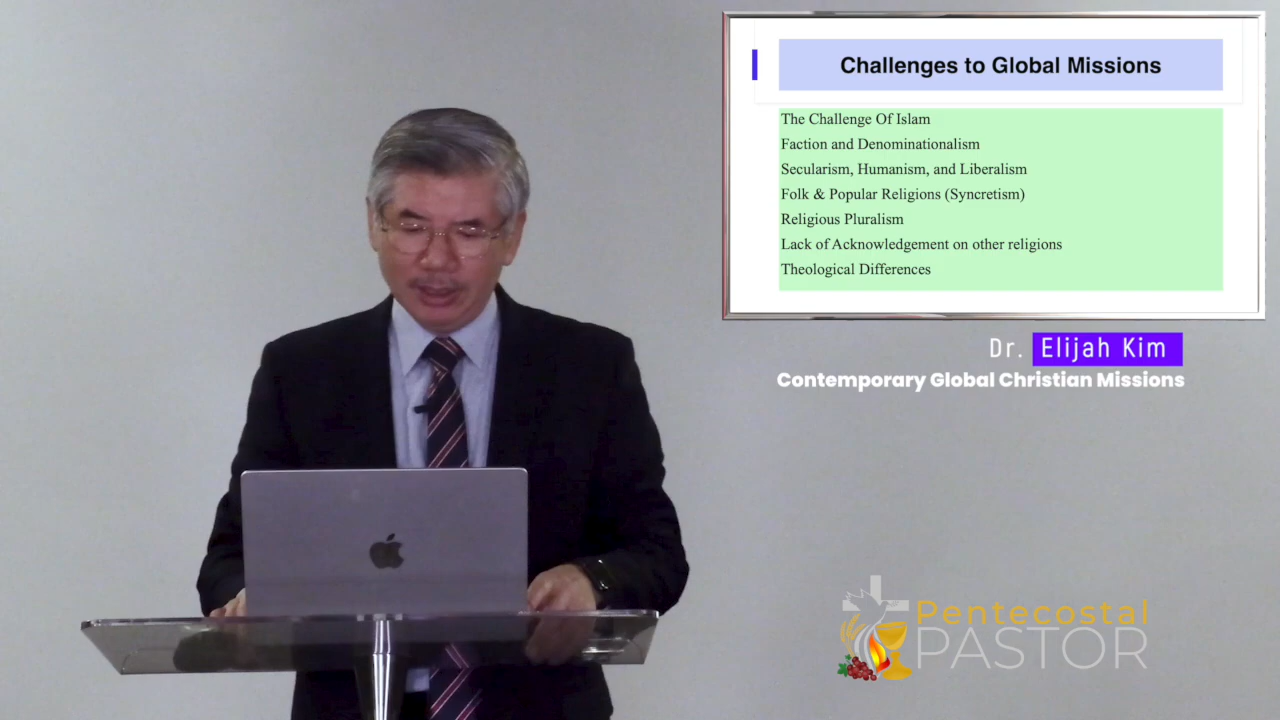 Challenges to Global Missions
The Challenge Of Islam
Faction and Denominationalism
Secularism, Humanism, and Liberalism
Folk & Popular Religions (Syncretism)
Religious Pluralism
Lack of Acknowledgement on other religions
Theological Differences
Dr. Elijah Kim
Contemporary Global Christian Missions
Pentecostal
PASTOR